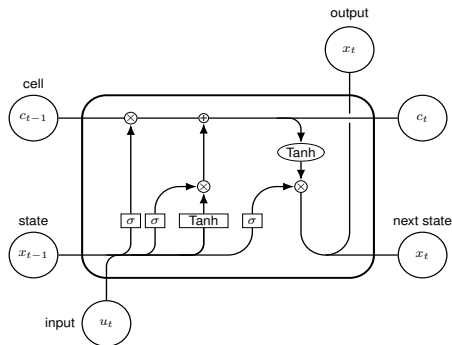 output
x_t
cell
c_{t−1}
⊗
⊕
c_t
Tanh
⊗
⊗
state
σ
σ
Tanh
σ
next state
x_{t−1}
x_t
input
u_t